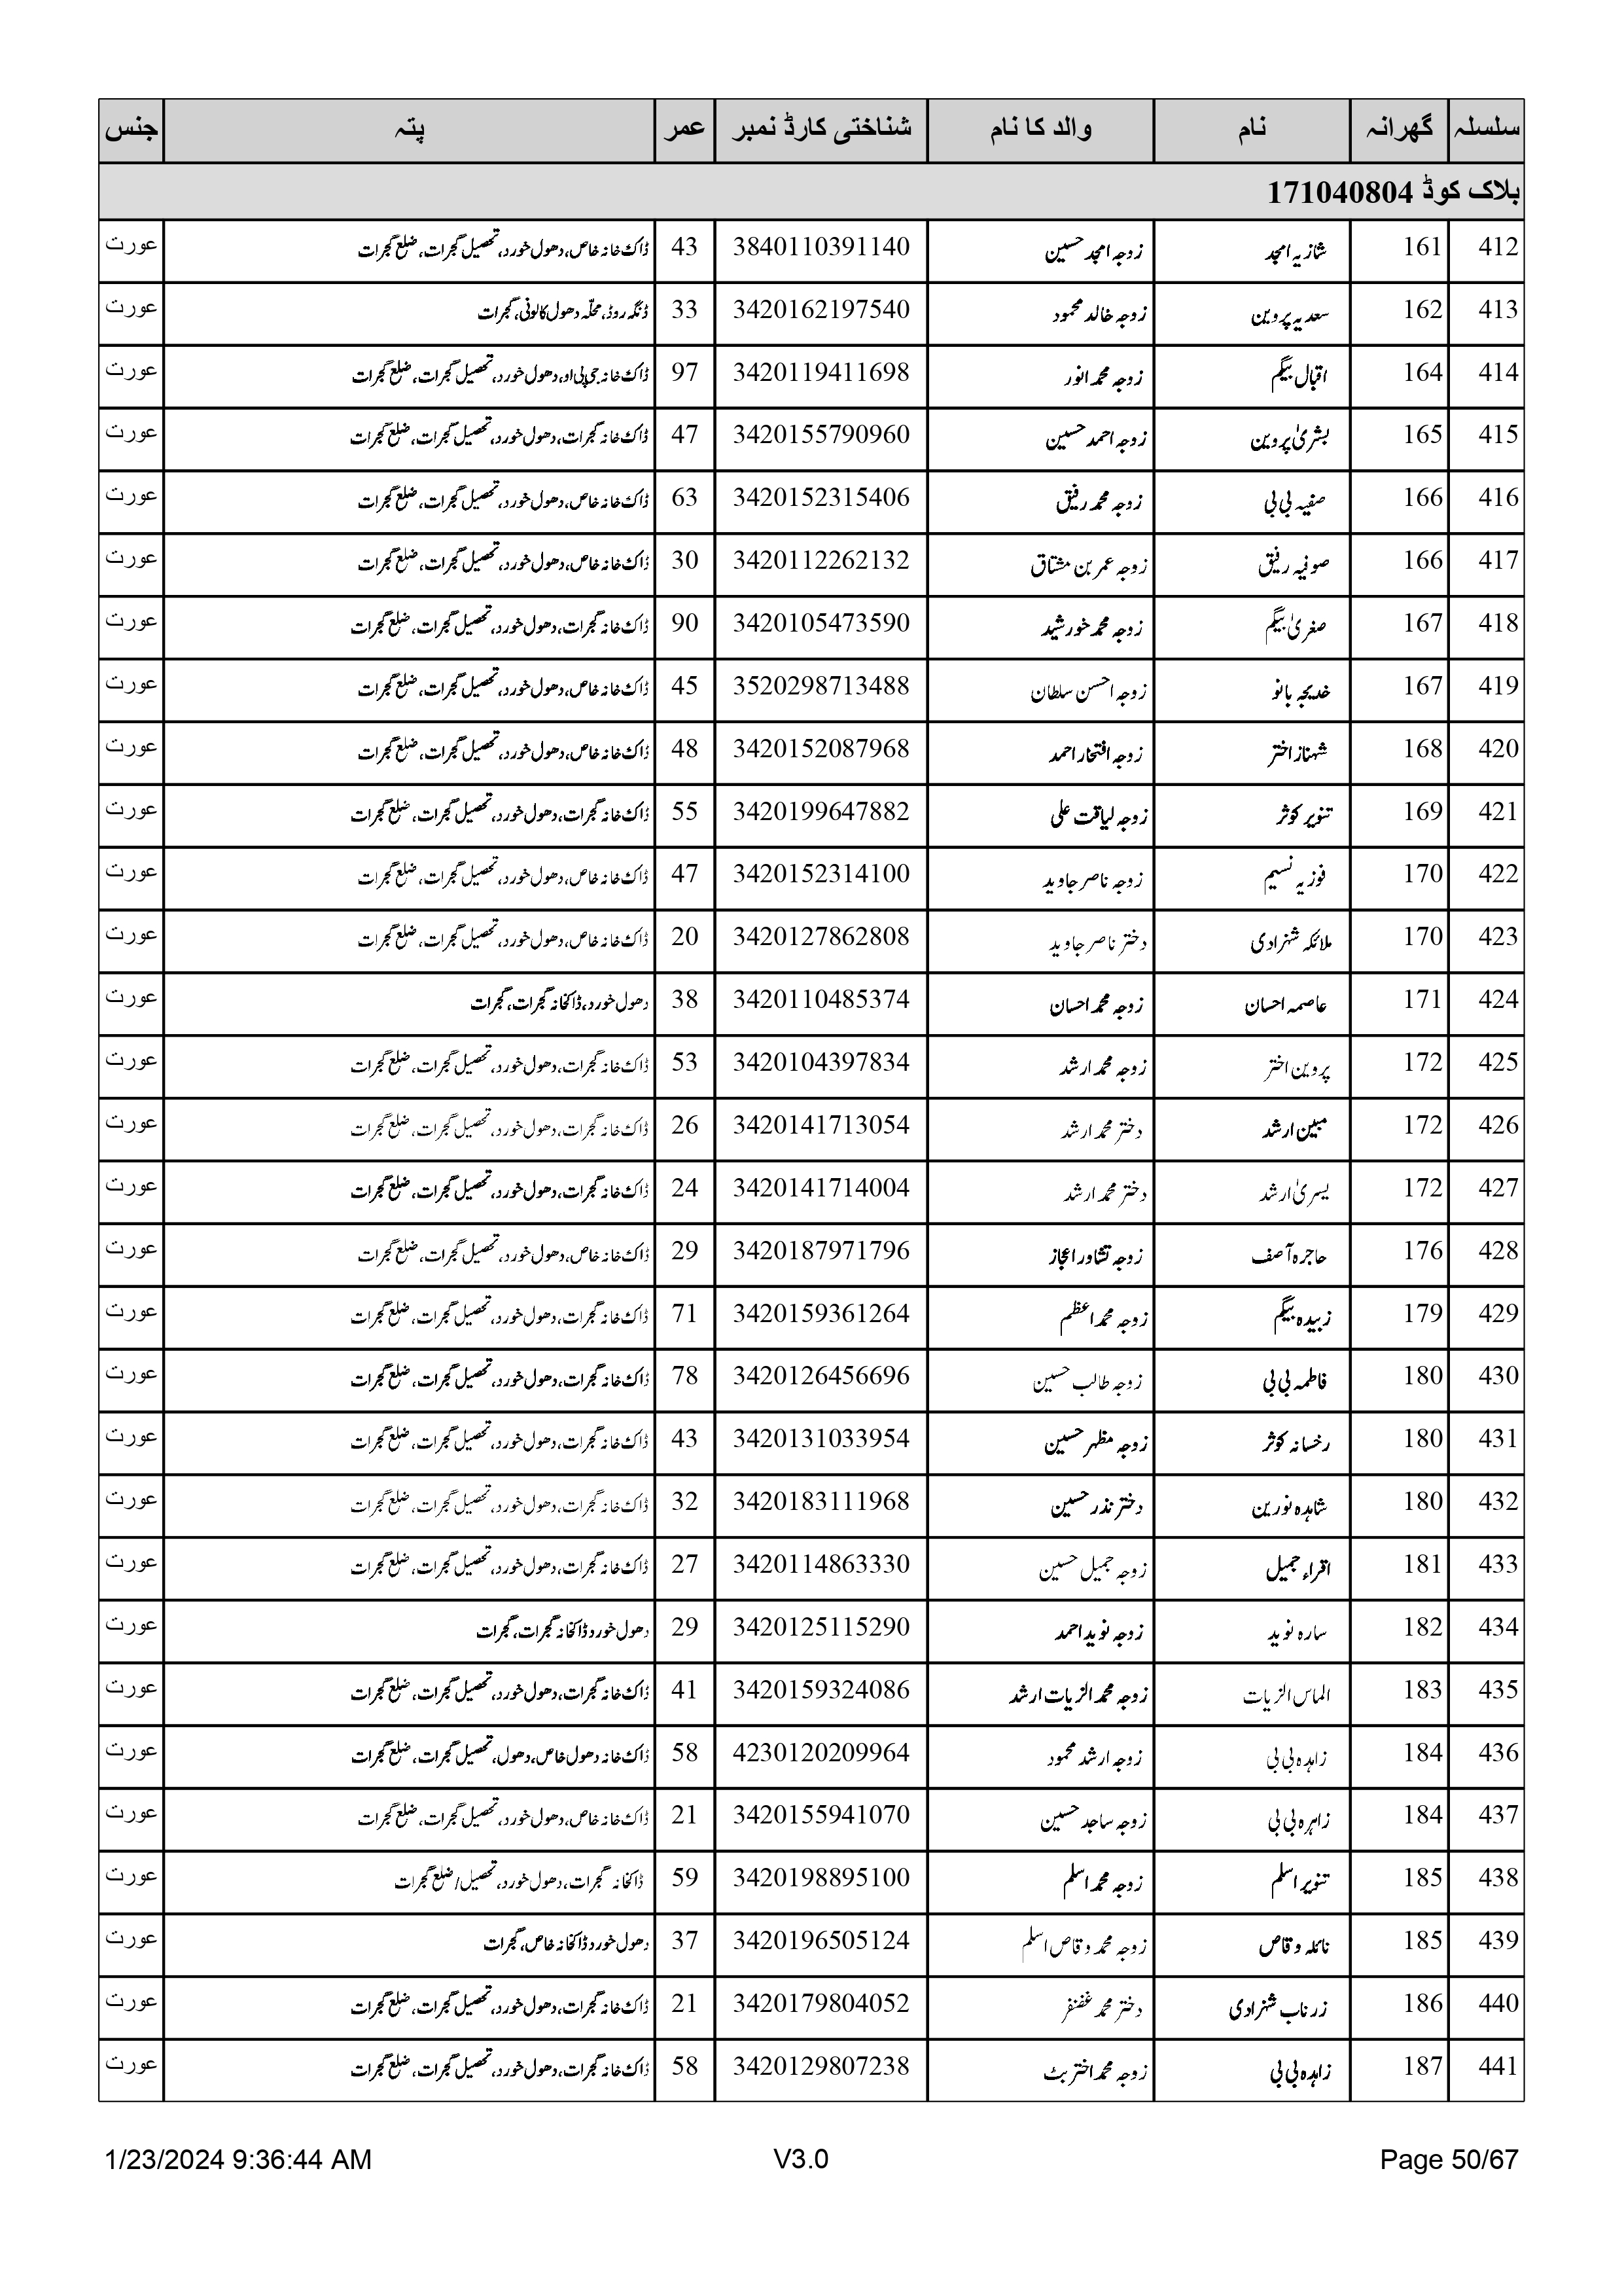 سلسلہ گھرانہ نام والد کا نام شناختی کارڈ نمبر عمر پتہ جنس
بلاک کوڈ 171040804
412 161 شازیہ امجد زوجہ امجد حسین 3840110391140 43 ڈاک خانہ خاص، دھول خورد، تحصیل گجرات، ضلع گجرات عورت
413 162 سعدیہ پروین زوجہ خالد محمود 3420162197540 33 ڈنگہ روڈ، محلّہ دھول کالونی، گجرات عورت
414 164 اقبال بیگم زوجہ محمد انور 3420119411698 97 ڈاک خانہ جی پی او، دھول خورد، تحصیل گجرات، ضلع گجرات عورت
415 165 بشریٰ پروین زوجہ احمد حسین 3420155790960 47 ڈاک خانہ گجرات، دھول خورد، تحصیل گجرات، ضلع گجرات عورت
416 166 صفیہ بی بی زوجہ محمد رفیق 3420152315406 63 ڈاک خانہ خاص، دھول خورد، تحصیل گجرات، ضلع گجرات عورت
417 166 صوفیہ رفیق زوجہ عمر بن مشتاق 3420112262132 30 ڈاک خانہ خاص، دھول خورد، تحصیل گجرات، ضلع گجرات عورت
418 167 صغریٰ بیگم زوجہ محمد خورشید 3420105473590 90 ڈاک خانہ گجرات، دھول خورد، تحصیل گجرات، ضلع گجرات عورت
419 167 خدیجہ بانو زوجہ احسن سلطان 3520298713488 45 ڈاک خانہ خاص، دھول خورد، تحصیل گجرات، ضلع گجرات عورت
420 168 شہناز اختر زوجہ افتخار احمد 3420152087968 48 ڈاک خانہ خاص، دھول خورد، تحصیل گجرات، ضلع گجرات عورت
421 169 تنویر کوثر زوجہ لیاقت علی 3420199647882 55 ڈاک خانہ گجرات، دھول خورد، تحصیل گجرات، ضلع گجرات عورت
422 170 فوزیہ نسیم زوجہ ناصر جاوید 3420152314100 47 ڈاک خانہ خاص، دھول خورد، تحصیل گجرات، ضلع گجرات عورت
423 170 ملائکہ شہزادی دختر ناصر جاوید 3420127862808 20 ڈاک خانہ خاص، دھول خورد، تحصیل گجرات، ضلع گجرات عورت
424 171 عاصمہ احسان زوجہ محمد احسان 3420110485374 38 دھول خورد، ڈاکخانہ گجرات، گجرات عورت
425 172 پروین اختر زوجہ محمد ارشد 3420104397834 53 ڈاک خانہ گجرات، دھول خورد، تحصیل گجرات، ضلع گجرات عورت
426 172 مبین ارشد دختر محمد ارشد 3420141713054 26 ڈاک خانہ گجرات، دھول خورد، تحصیل گجرات، ضلع گجرات عورت
427 172 یسریٰ ارشد دختر محمد ارشد 3420141714004 24 ڈاک خانہ گجرات، دھول خورد، تحصیل گجرات، ضلع گجرات عورت
428 176 حاجرہ آصف زوجہ تشاور اعجاز 3420187971796 29 ڈاک خانہ خاص، دھول خورد، تحصیل گجرات، ضلع گجرات عورت
429 179 زبیدہ بیگم زوجہ محمد اعظم 3420159361264 71 ڈاک خانہ گجرات، دھول خورد، تحصیل گجرات، ضلع گجرات عورت
430 180 فاطمہ بی بی زوجہ طالب حسین 3420126456696 78 ڈاک خانہ گجرات، دھول خورد، تحصیل گجرات، ضلع گجرات عورت
431 180 رخسانہ کوثر زوجہ مظہر حسین 3420131033954 43 ڈاک خانہ گجرات، دھول خورد، تحصیل گجرات، ضلع گجرات عورت
432 180 شاہدہ نورین دختر نذر حسین 3420183111968 32 ڈاک خانہ گجرات، دھول خورد، تحصیل گجرات، ضلع گجرات عورت
433 181 اقراء جمیل زوجہ جمیل حسین 3420114863330 27 ڈاک خانہ گجرات، دھول خورد، تحصیل گجرات، ضلع گجرات عورت
434 182 سارہ نوید زوجہ نوید احمد 3420125115290 29 دھول خورد ڈاکخانہ گجرات، گجرات عورت
435 183 الماس الزیات زوجہ محمد الزیات ارشد 3420159324086 41 ڈاک خانہ گجرات، دھول خورد، تحصیل گجرات، ضلع گجرات عورت
436 184 زاہدہ بی بی زوجہ ارشد محمود 4230120209964 58 ڈاک خانہ دھول خاص، دھول، تحصیل گجرات، ضلع گجرات عورت
437 184 زاہرہ بی بی زوجہ ساجد حسین 3420155941070 21 ڈاک خانہ خاص، دھول خورد، تحصیل گجرات، ضلع گجرات عورت
438 185 تنویر اسلم زوجہ محمد اسلم 3420198895100 59 ڈاکخانہ گجرات، دھول خورد، تحصیل/ضلع گجرات عورت
439 185 نائلہ وقاص زوجہ محمد وقاص اسلم 3420196505124 37 دھول خورد ڈاکخانہ خاص، گجرات عورت
440 186 زرناب شہزادی دختر محمد غضنفر 3420179804052 21 ڈاک خانہ گجرات، دھول خورد، تحصیل گجرات، ضلع گجرات عورت
441 187 زاہدہ بی بی زوجہ محمد اختر بٹ 3420129807238 58 ڈاک خانہ گجرات، دھول خورد، تحصیل گجرات، ضلع گجرات عورت
1/23/2024 9:36:44 AM V3.0 Page 50/67